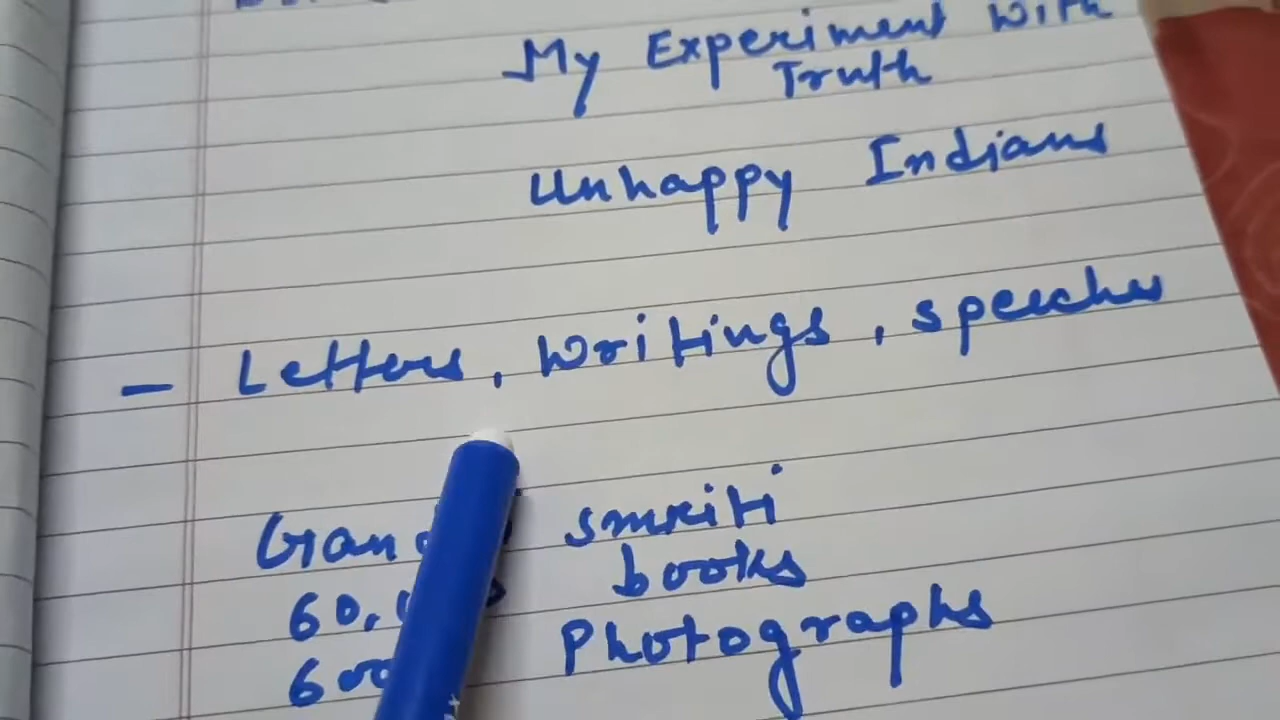 My Experiment With
Truth
Unhappy Indians
- Letters, Writings, speeches
smriti
books
Photographs